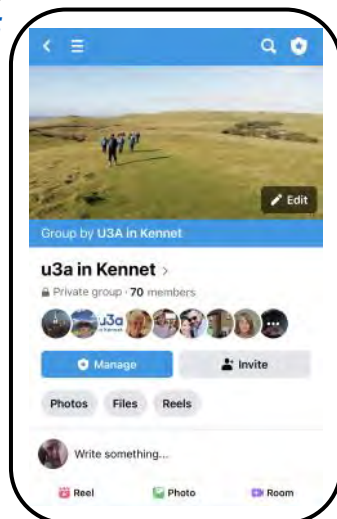 Edit
Group by U3A in Kennet
u3a in Kennet >
Private group · 70 members
u3a
Manage
Invite
Photos Files Reels
Write something...
Reel Photo Room